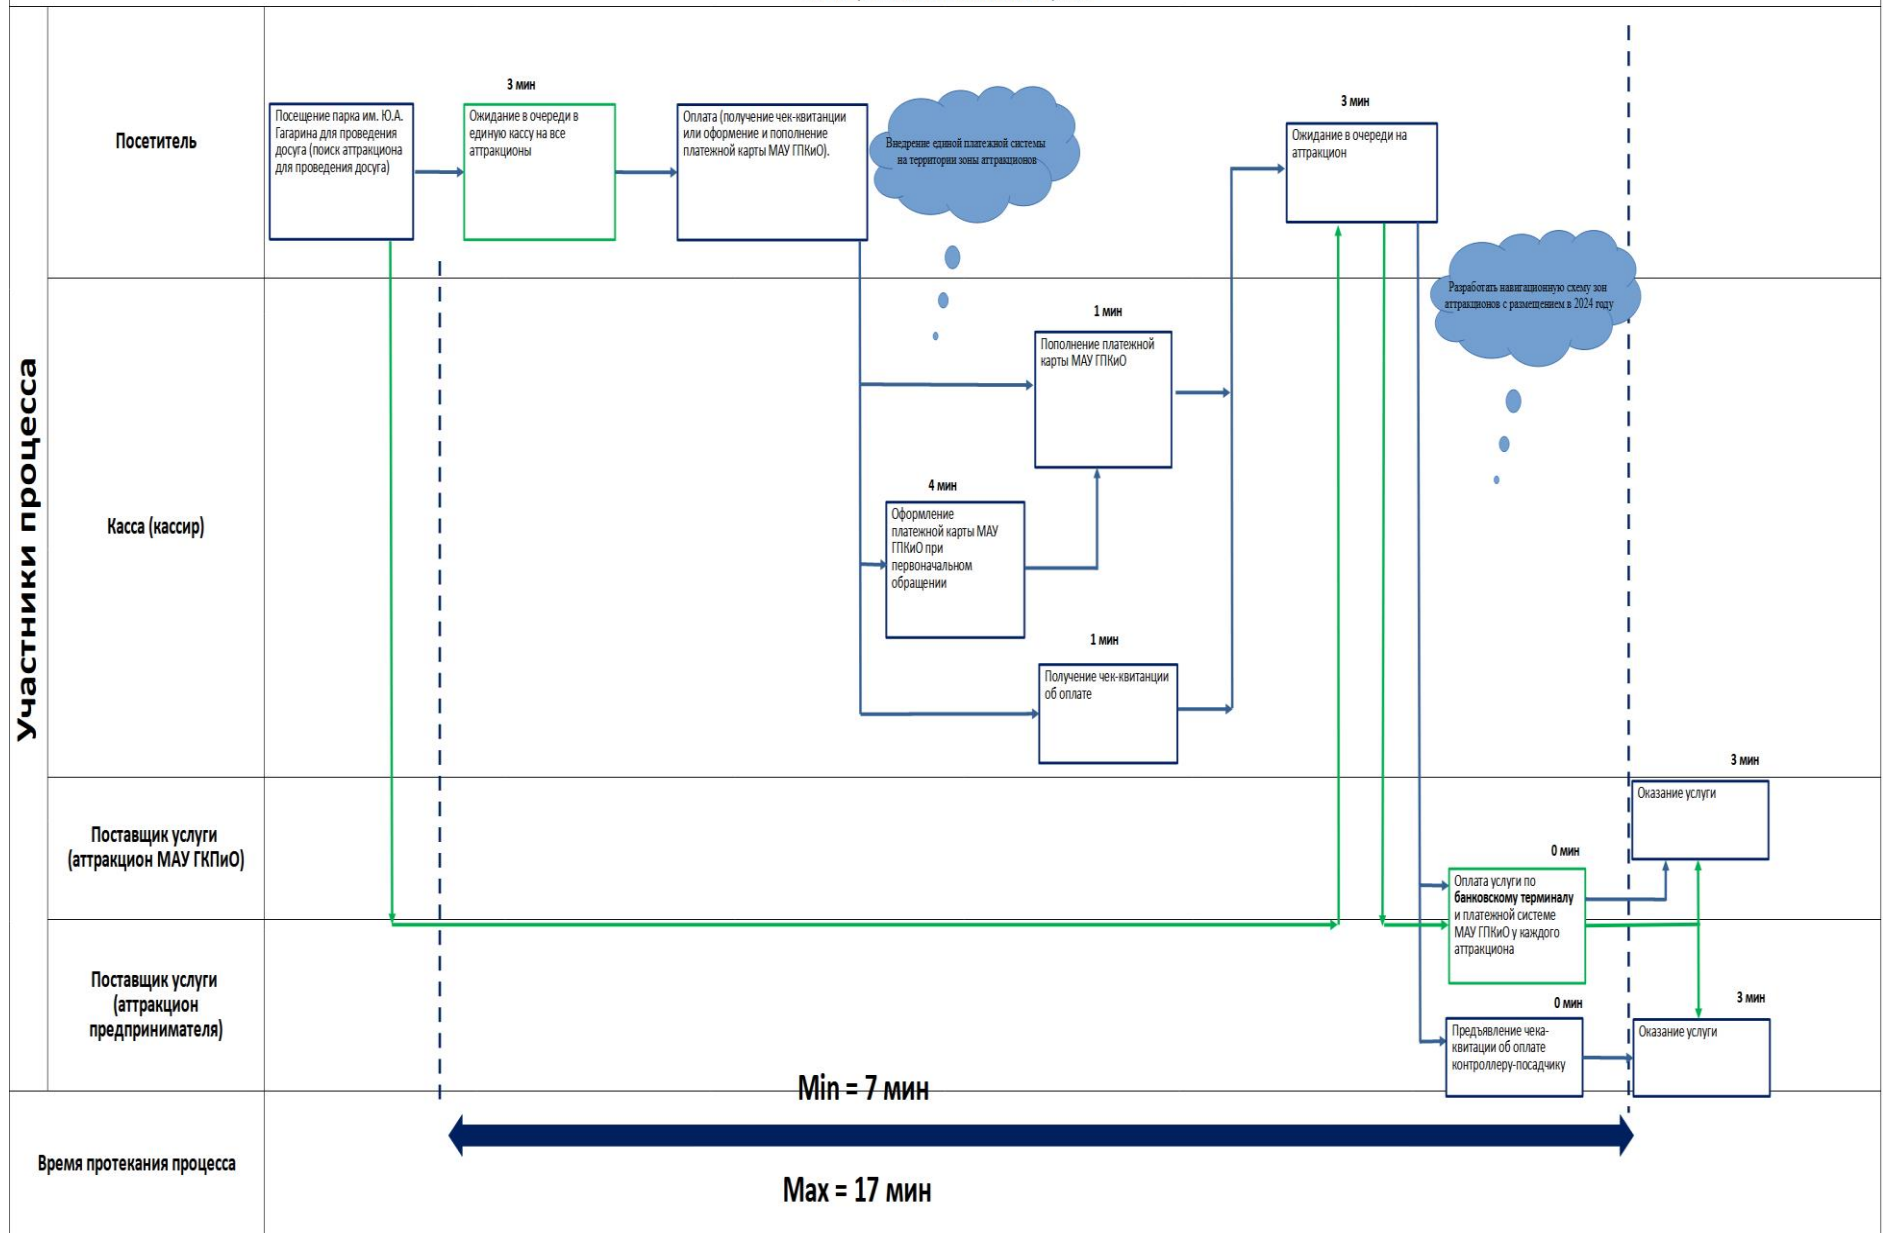 Участники процесса
Посетитель
Посещение парка им. Ю.А.
Гагарина для проведения
досуга (поиск аттракциона
для проведения досуга)
3 мин
Ожидание в очереди в
единую кассу на все
аттракционы
Оплата (получение чек-квитанции
или оформение и пополнение
платежной карты МАУ ГПКиО).
Внедрение единой платежной системы
на территории зоны аттракционов
3 мин
Ожидание в очереди на
аттракцион
Разработать навигационную схему зон
аттракционов с размещением в 2024 году
Касса (кассир)
1 мин
Пополнение платежной
карты МАУ ГПКиО
4 мин
Оформление
платежной карты МАУ
ГПКиО при
первоначальном
обращении
1 мин
Получение чек-квитанции
об оплате
Поставщик услуги
(аттракцион МАУ ГКПиО)
3 мин
Оказание услуги
0 мин
Оплата услуги по
банковскому терминалу
и платежной системе
МАУ ГПКиО у каждого
аттракциона
Поставщик услуги
(аттракцион
предпринимателя)
0 мин
Предъявление чека-
квитации об оплате
контроллеру-посадчику
3 мин
Оказание услуги
Min = 7 мин
Время протекания процесса
Max = 17 мин